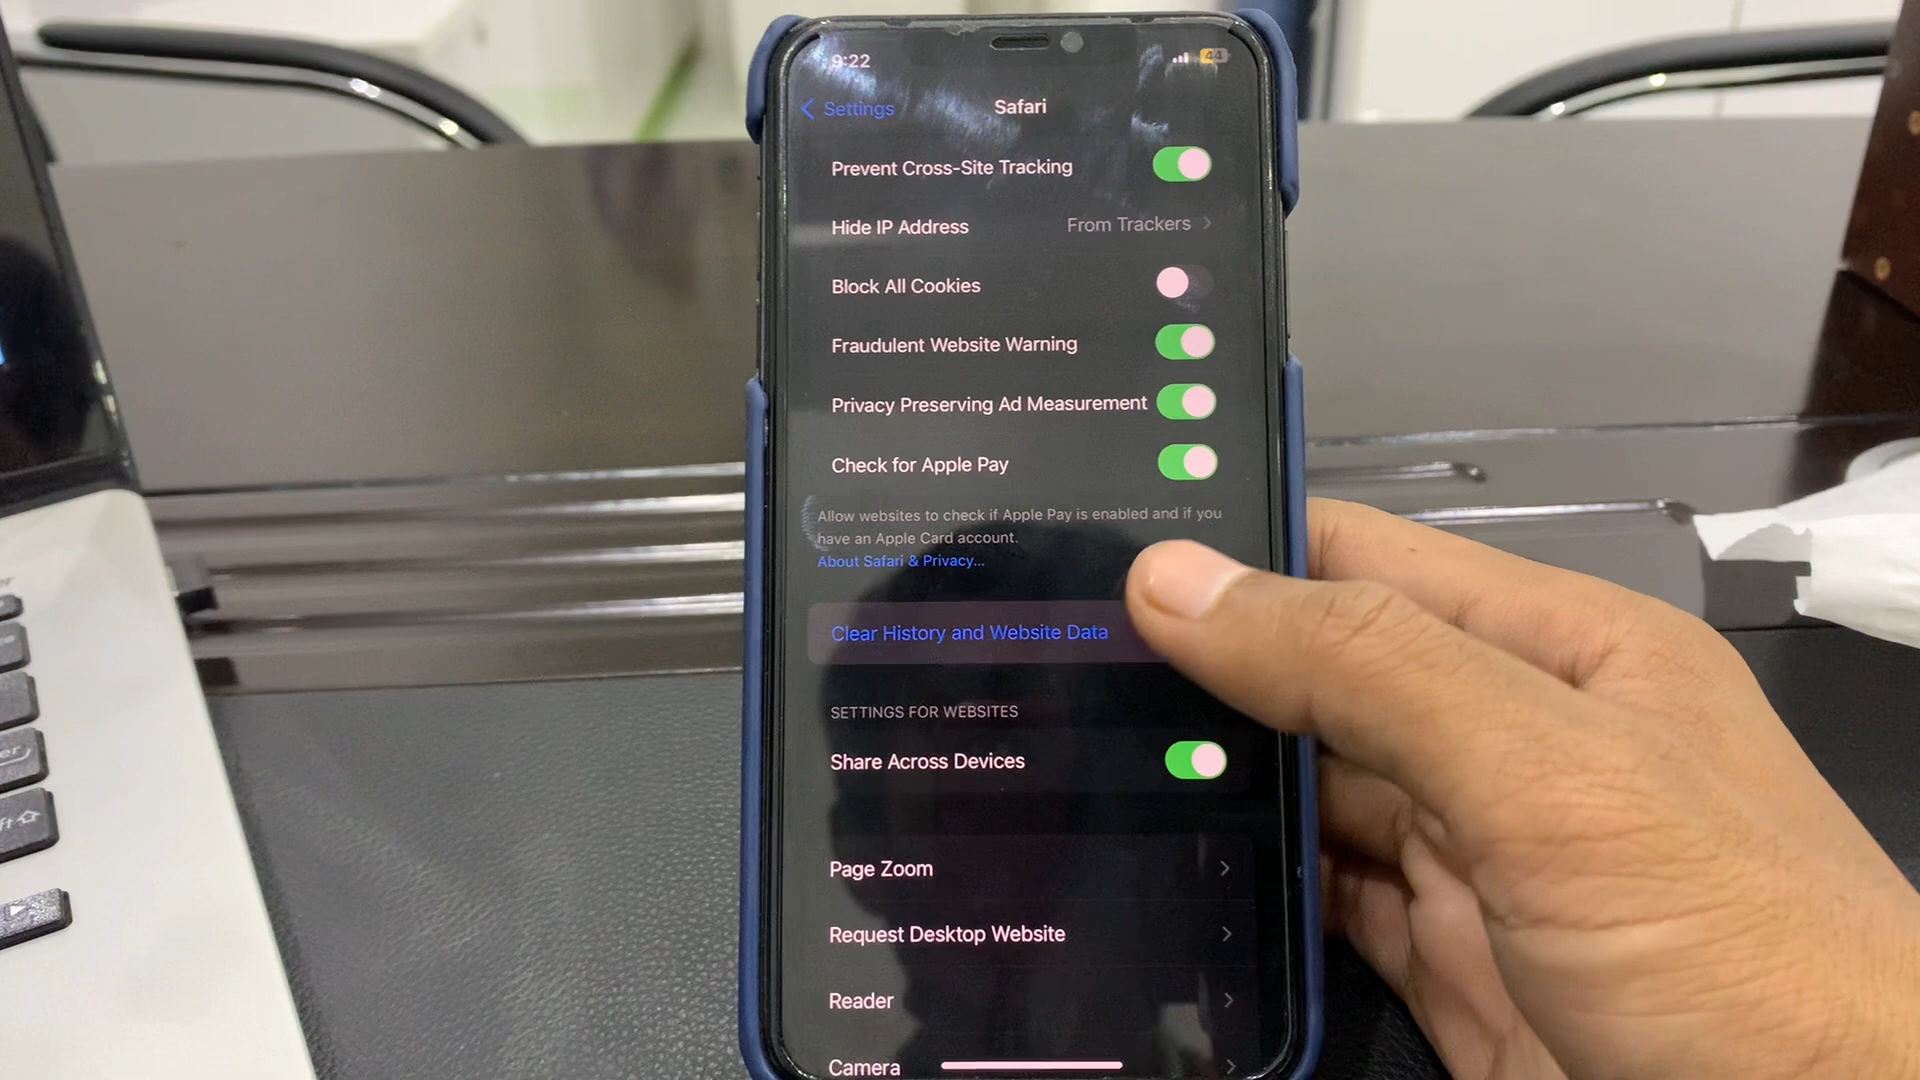 9:22
44
Settings
Safari
Prevent Cross-Site Tracking
Hide IP Address
From Trackers
Block All Cookies
Fraudulent Website Warning
Privacy Preserving Ad Measurement
Check for Apple Pay
Allow websites to check if Apple Pay is enabled and if you
have an Apple Card account.
About Safari & Privacy...
Clear History and Website Data
SETTINGS FOR WEBSITES
Share Across Devices
Page Zoom
Request Desktop Website
Reader
Camera